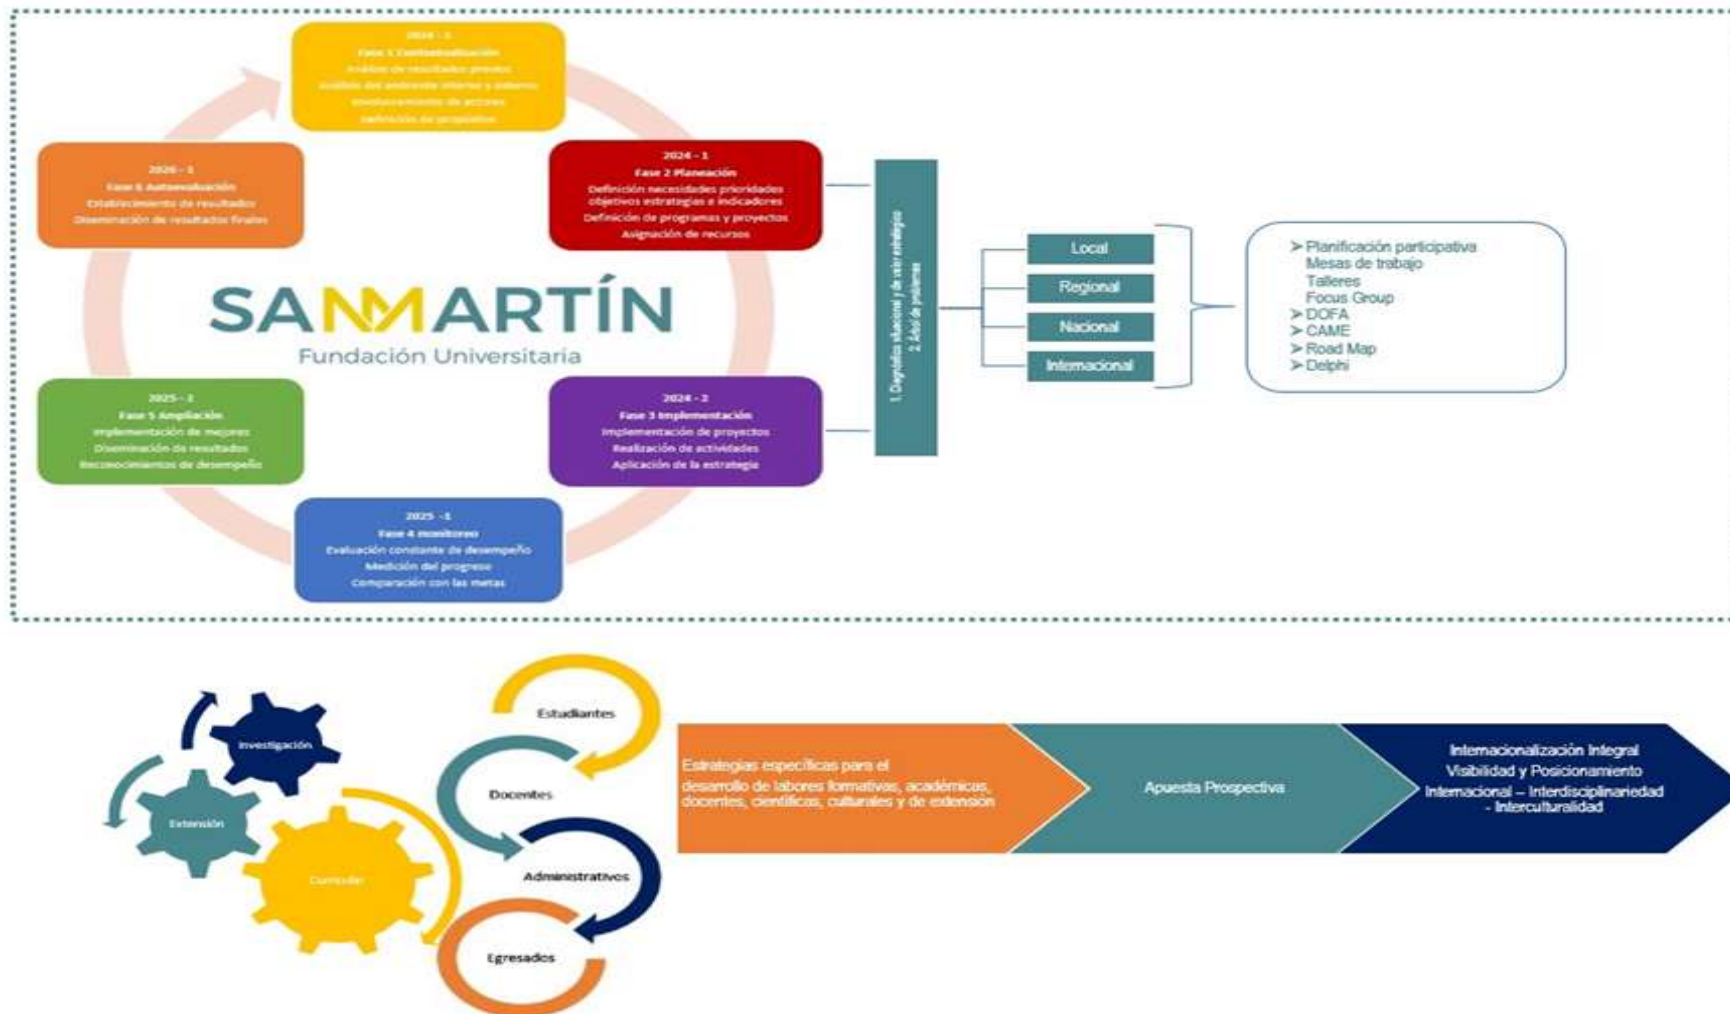 Fase 1 Contextualización
Análisis de resultados previos
Análisis del ambiente interno y externo
Involucramiento de actores
Definición de propósitos
2024 - 1
Fase 2 Planeación
Definición necesidades prioridades
objetivos estrategias e indicadores
Definición de programas y proyectos
Asignación de recursos
2024 - 2
Fase 3 Implementación
Implementación de proyectos
Realización de actividades
Aplicación de la estrategia
2025 -1
Fase 4 monitoreo
Evaluación constante de desempeño
Medición del progreso
Comparación con las metas
2025 - 2
Fase 5 Ampliación
Implementación de mejores
Diseminación de resultados
Reconocimientos de desempeño
2026 - 1
Fase 6 Autoevaluación
Establecimiento de resultados
Diseminación de resultados finales
SANMARTÍN
Fundación Universitaria
1. Diagnóstico situacional y de valor estratégico
2. Árbol de problemas
Local
Regional
Nacional
Internacional
➢ Planificación participativa
Mesas de trabajo
Talleres
Focus Group
➢ DOFA
➢ CAME
➢ Road Map
➢ Delphi
Investigación
Extensión
Curricular
Estudiantes
Docentes
Administrativos
Egresados
Estrategias específicas para el
desarrollo de labores formativas, académicas,
docentes, científicas, culturales y de extensión
Apuesta Prospectiva
Internacionalización Integral
Visibilidad y Posicionamiento
Internacional – Interdisciplinariedad
- Interculturalidad